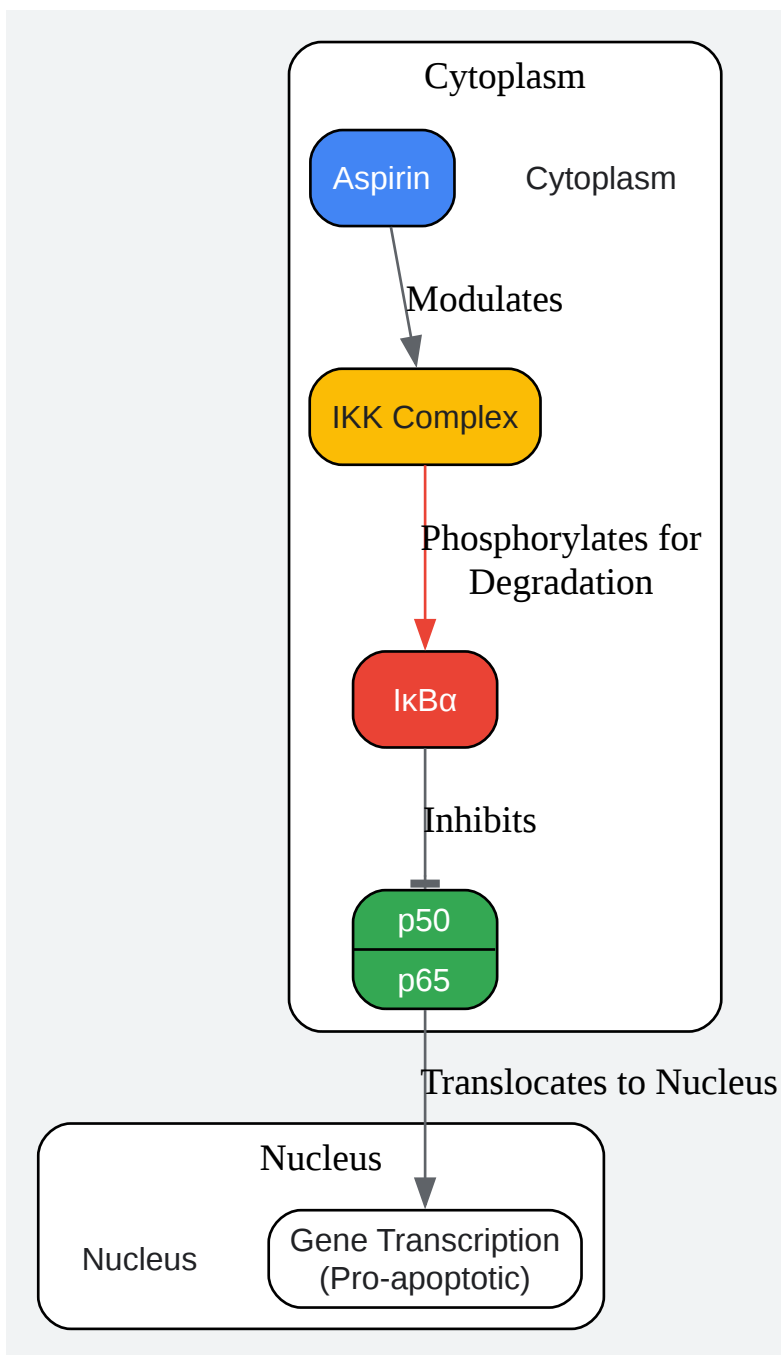 Cytoplasm
Aspirin
Cytoplasm
Modulates
IKK Complex
Phosphorylates for
Degradation
IκBα
Inhibits
p50
p65
Translocates to Nucleus
Nucleus
Nucleus
Gene Transcription
(Pro-apoptotic)